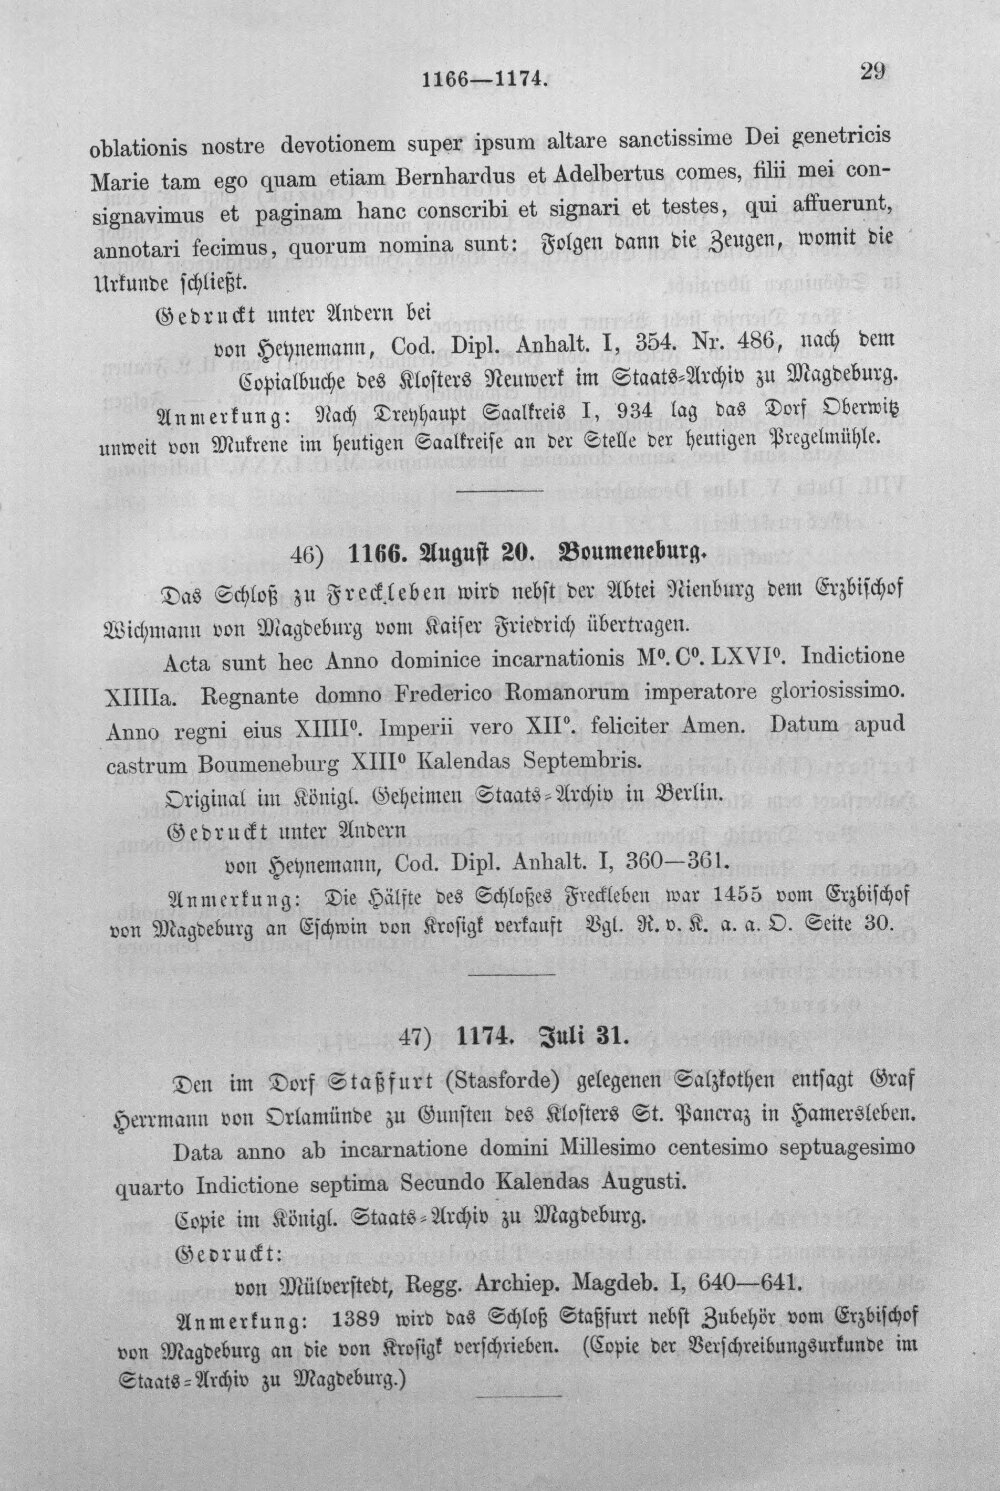 1166—1174.
29
oblationis nostre devotionem super ipsum altare sanctissime Dei genetricis
Marie tam ego quam etiam Bernhardus et Adelbertus comes, filii mei con-
signavimus et paginam hanc conscribi et signari et testes, qui affuerunt,
annotari fecimus, quorum nomina sunt: Folgen dann die Zeugen, womit die
Urkunde schließt.
Gedruckt unter Andern bei
von Heynemann, Cod. Dipl. Anhalt. I, 354. Nr. 486, nach dem
Copialbuche des Klosters Neuwerk im Staats-Archiv zu Magdeburg.
Anmerkung: Nach Dreyhaupt Saalkreis I, 934 lag das Dorf Oberwitz
unweit von Mukrene im heutigen Saalkreise an der Stelle der heutigen Pregelmühle.
46) 1166. August 20. Boumeneburg.
Das Schloß zu Freckleben wird nebst der Abtei Nienburg dem Erzbischof
Wichmann von Magdeburg vom Kaiser Friedrich übertragen.
Acta sunt hec Anno dominice incarnationis Mº. Cº. LXVIº. Indictione
XIIIIa. Regnante domno Frederico Romanorum imperatore gloriosissimo.
Anno regni eius XIIIIº. Imperii vero XIIº. feliciter Amen. Datum apud
castrum Boumeneburg XIIIº Kalendas Septembris.
Original im Königl. Geheimen Staats-Archiv in Berlin.
Gedruckt unter Andern
von Heynemann, Cod. Dipl. Anhalt. I, 360—361.
Anmerkung: Die Hälfte des Schloßes Freckleben war 1455 vom Erzbischof
von Magdeburg an Eschwin von Krosigk verkauft Vgl. R. v. K. a. a. O. Seite 30.
47) 1174. Juli 31.
Den im Dorf Staßfurt (Stasforde) gelegenen Salzkothen entsagt Graf
Herrmann von Orlamünde zu Gunsten des Klosters St. Pancraz in Hamersleben.
Data anno ab incarnatione domini Millesimo centesimo septuagesimo
quarto Indictione septima Secundo Kalendas Augusti.
Copie im Königl. Staats-Archiv zu Magdeburg.
Gedruckt:
von Mülverstedt, Regg. Archiep. Magdeb. I, 640—641.
Anmerkung: 1389 wird das Schloß Staßfurt nebst Zubehör vom Erzbischof
von Magdeburg an die von Krosigk verschrieben. (Copie der Verschreibungsurkunde im
Staats-Archiv zu Magdeburg.)